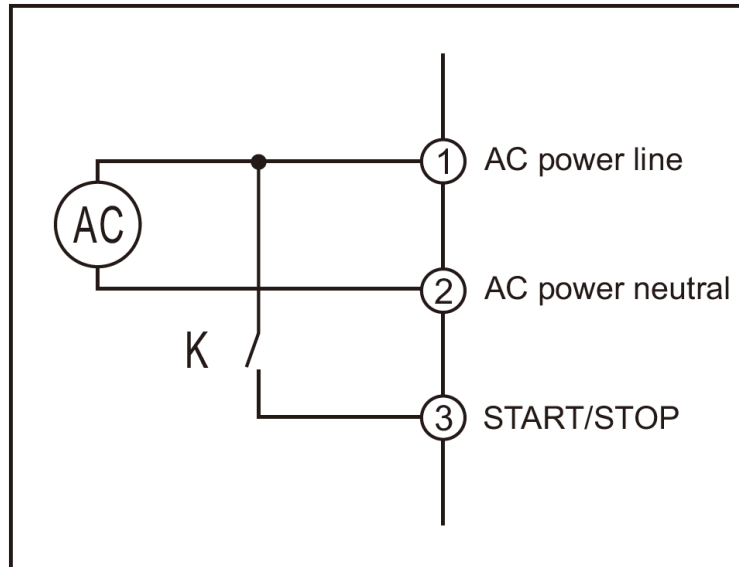 1 AC power line
AC
2 AC power neutral
K
3 START/STOP